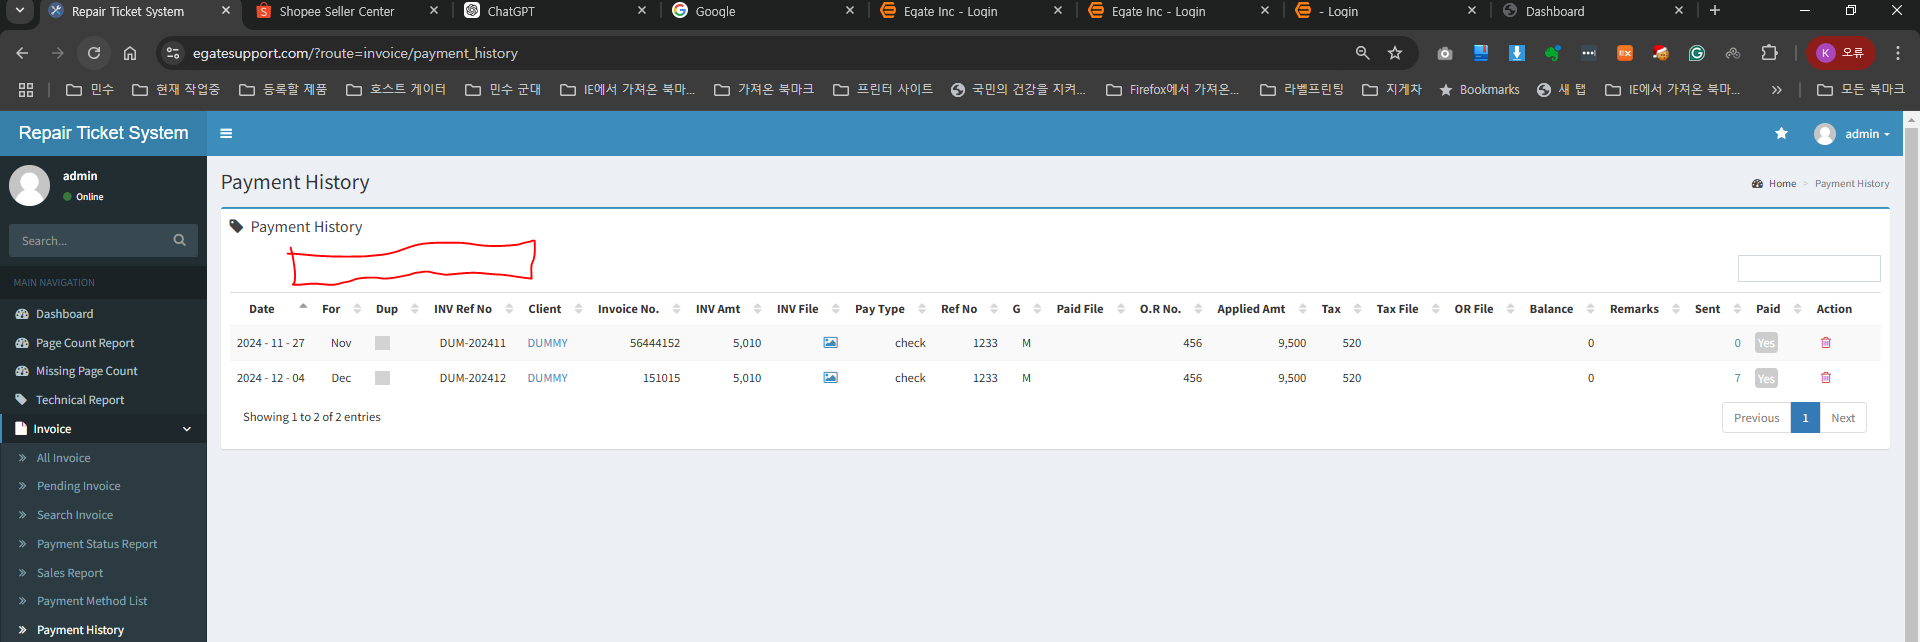 Repair Ticket System
Shopee Seller Center
ChatGPT
Google
Egate Inc - Login
Egate Inc - Login
- Login
Dashboard
egatesupport.com/?route=invoice/payment_history
K 오류
민수
현재 작업중
등록할 제품
호스트 게이터
민수 군대
IE에서 가져온 북마...
가져온 북마크
프린터 사이트
국민의 건강을 지켜...
Firefox에서 가져온...
라벨프린팅
지게차
Bookmarks
새 탭
IE에서 가져온 북마...
모든 북마크
Repair Ticket System
admin
admin
Online
Search...
MAIN NAVIGATION
Dashboard
Page Count Report
Missing Page Count
Technical Report
Invoice
All Invoice
Pending Invoice
Search Invoice
Payment Status Report
Sales Report
Payment Method List
Payment History
Payment History
Home > Payment History
Payment History
Date For Dup INV Ref No Client Invoice No. INV Amt INV File Pay Type Ref No G Paid File O.R No. Applied Amt Tax Tax File OR File Balance Remarks Sent Paid Action
2024 - 11 - 27 Nov DUM-202411 DUMMY 56444152 5,010 check 1233 M 456 9,500 520 0 0 Yes
2024 - 12 - 04 Dec DUM-202412 DUMMY 151015 5,010 check 1233 M 456 9,500 520 0 7 Yes
Showing 1 to 2 of 2 entries
Previous 1 Next